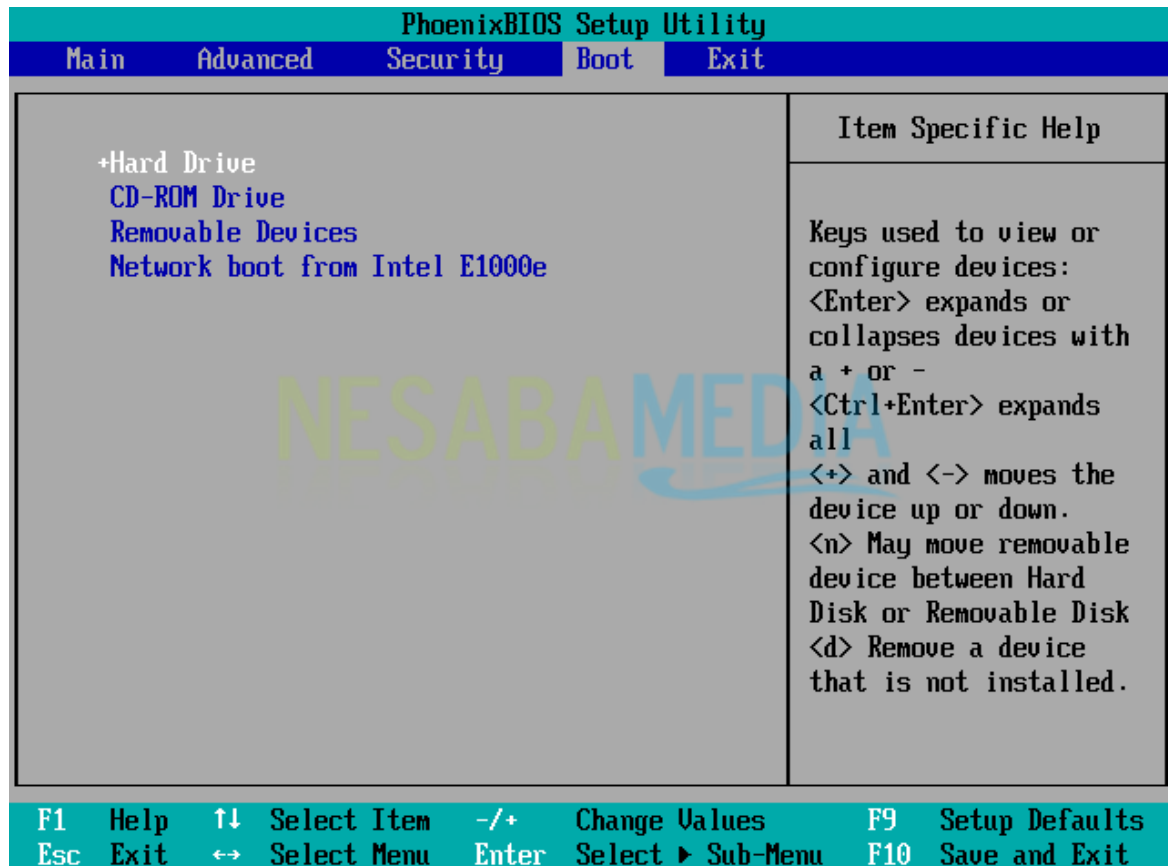 PhoenixBIOS Setup Utility
Main Advanced Security Boot Exit
+Hard Drive
CD-ROM Drive
Removable Devices
Network boot from Intel E1000e
Item Specific Help
Keys used to view or
configure devices:
<Enter> expands or
collapses devices with
a + or -
<Ctrl+Enter> expands
all
<+> and <-> moves the
device up or down.
<n> May move removable
device between Hard
Disk or Removable Disk
<d> Remove a device
that is not installed.
NESABAMEDIA
F1 Help ↑↓ Select Item -/+ Change Values F9 Setup Defaults
Esc Exit ↔ Select Menu Enter Select ▶ Sub-Menu F10 Save and Exit